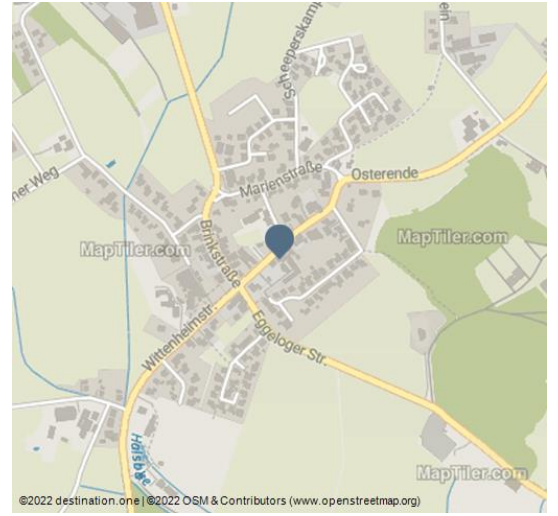 Scheeperskamp
ein
Marienstraße
Osterende
ner Weg
MapTiler.com
MapTiler.com
Brinkstraße
Wittenheimstr.
Eggeloger Str.
MapTiler.com
©2022 destination.one | ©2022 OSM & Contributors (www.openstreetmap.org)